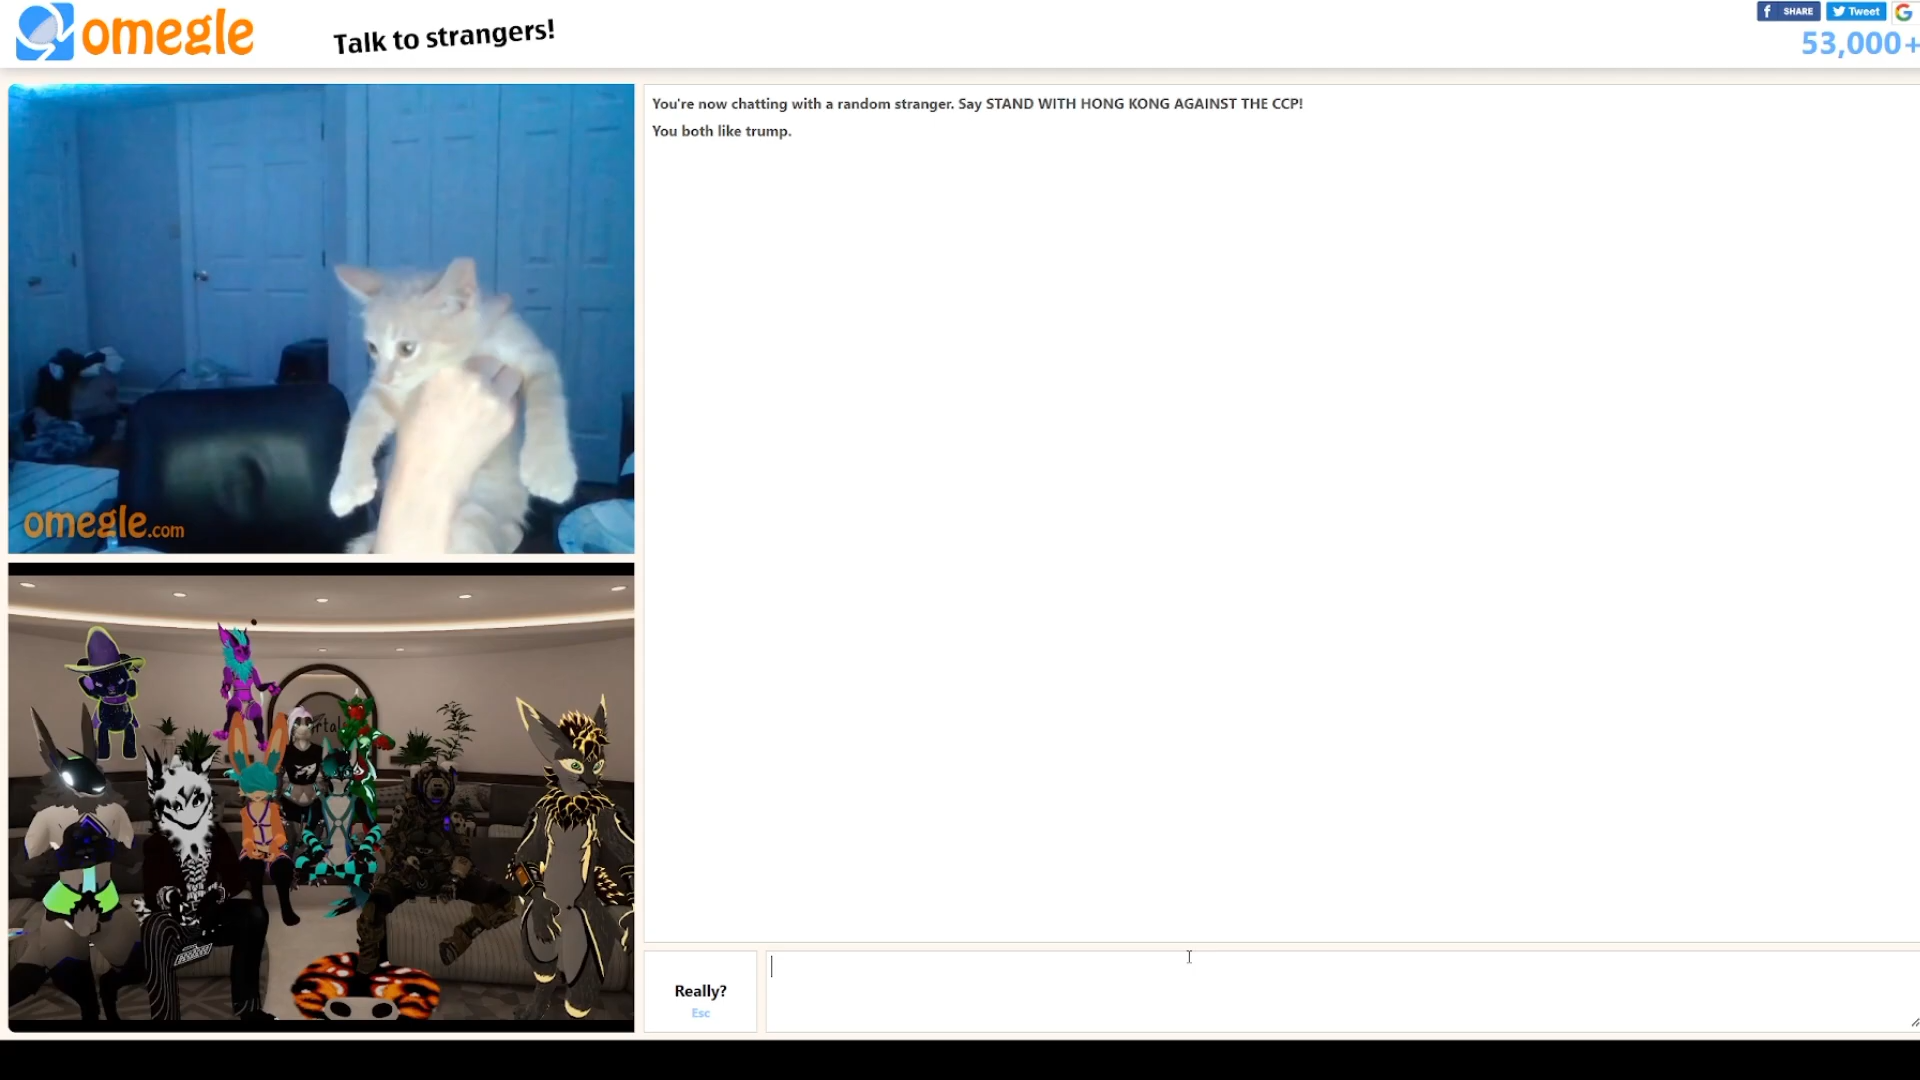 omegle
Talk to strangers!
SHARE
Tweet
G
53,000+
You're now chatting with a random stranger. Say STAND WITH HONG KONG AGAINST THE CCP!
You both like trump.
omegle.com
rtal
Really?
Esc